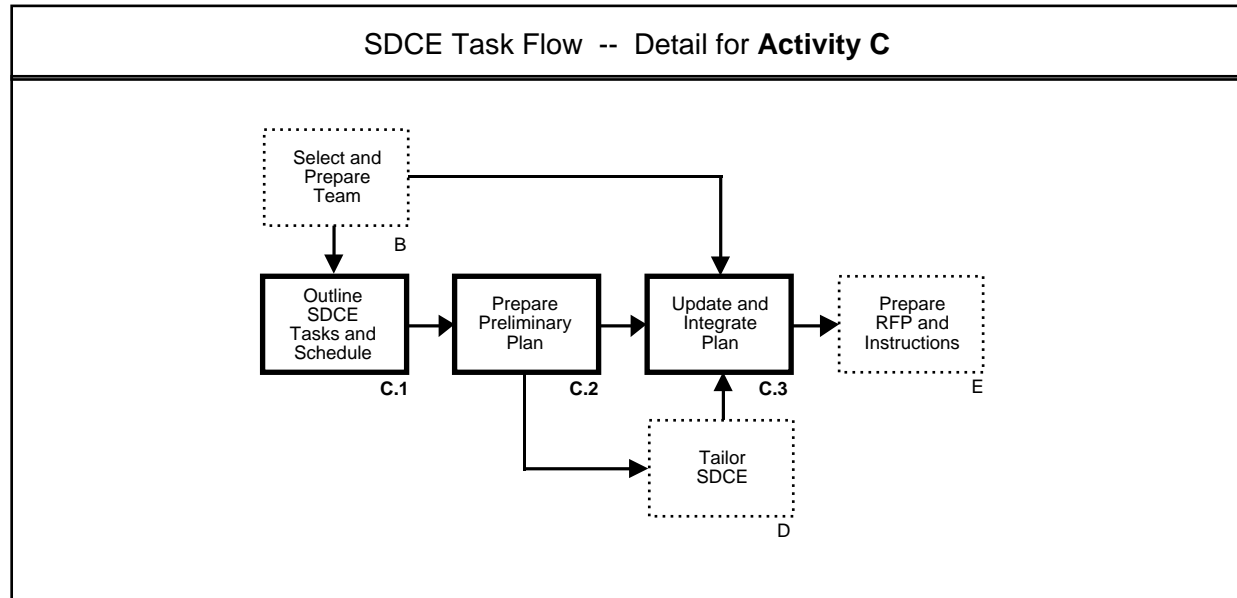 SDCE Task Flow -- Detail for Activity C
Select and
Prepare
Team
B
Outline
SDCE
Tasks and
Schedule
C.1
Prepare
Preliminary
Plan
C.2
Update and
Integrate
Plan
C.3
Prepare
RFP and
Instructions
E
Tailor
SDCE
D